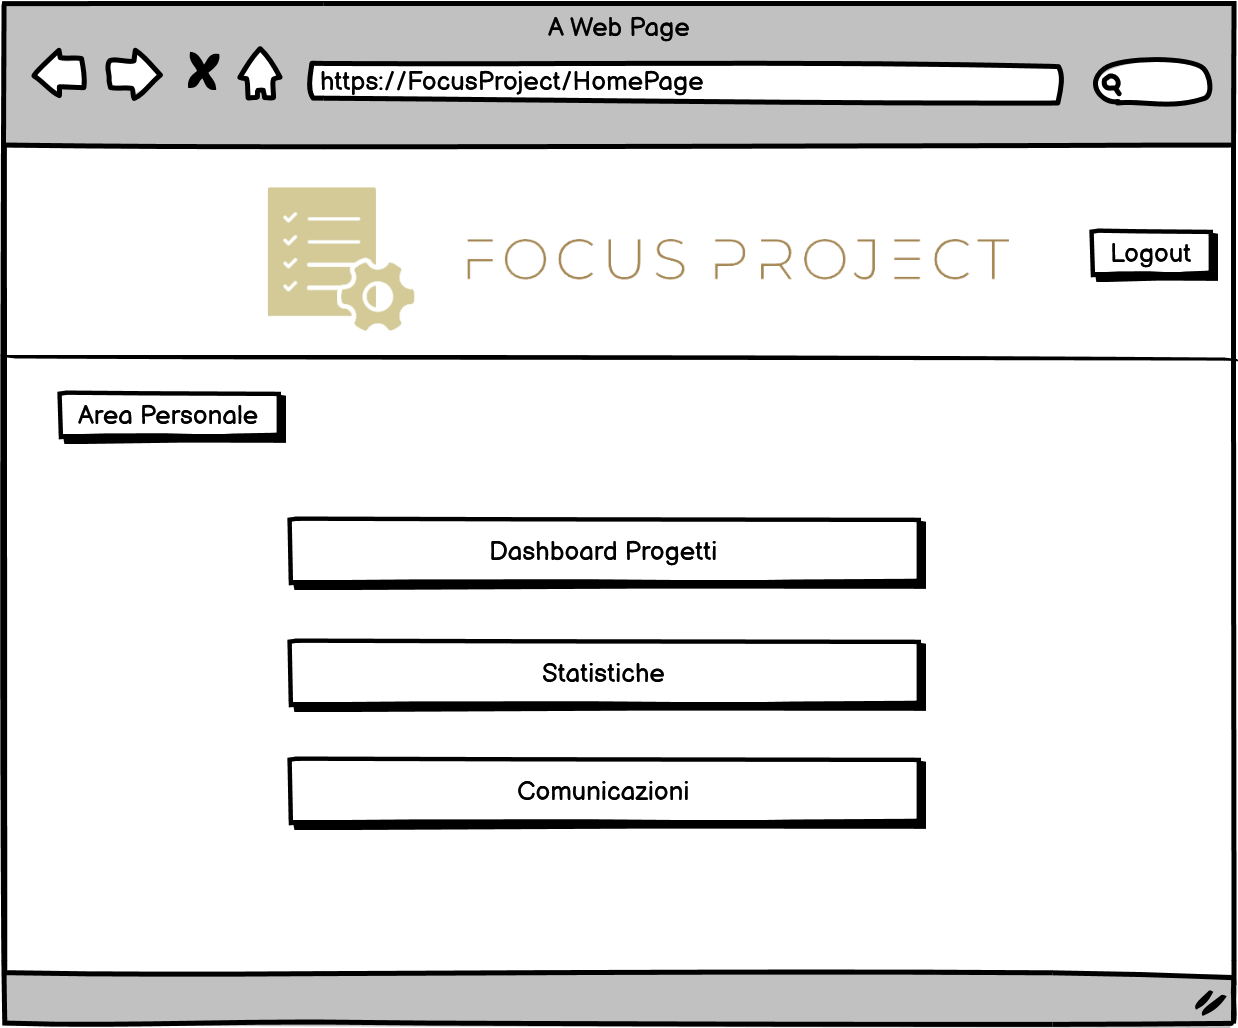 A Web Page
https://FocusProject/HomePage
FOCUS PROJECT
Logout
Area Personale
Dashboard Progetti
Statistiche
Comunicazioni